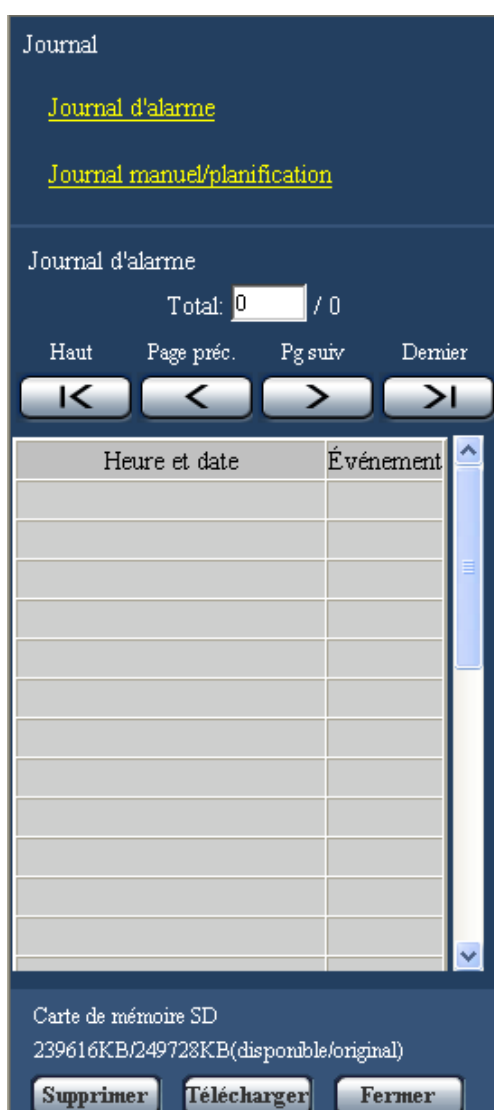 Journal
Journal d'alarme
Journal manuel/planification
Journal d'alarme
Total: 0 / 0
Haut Page préc. Pg suiv Dernier
Heure et date Événement
Carte de mémoire SD
239616KB/249728KB(disponible/original)
Supprimer Télécharger Fermer